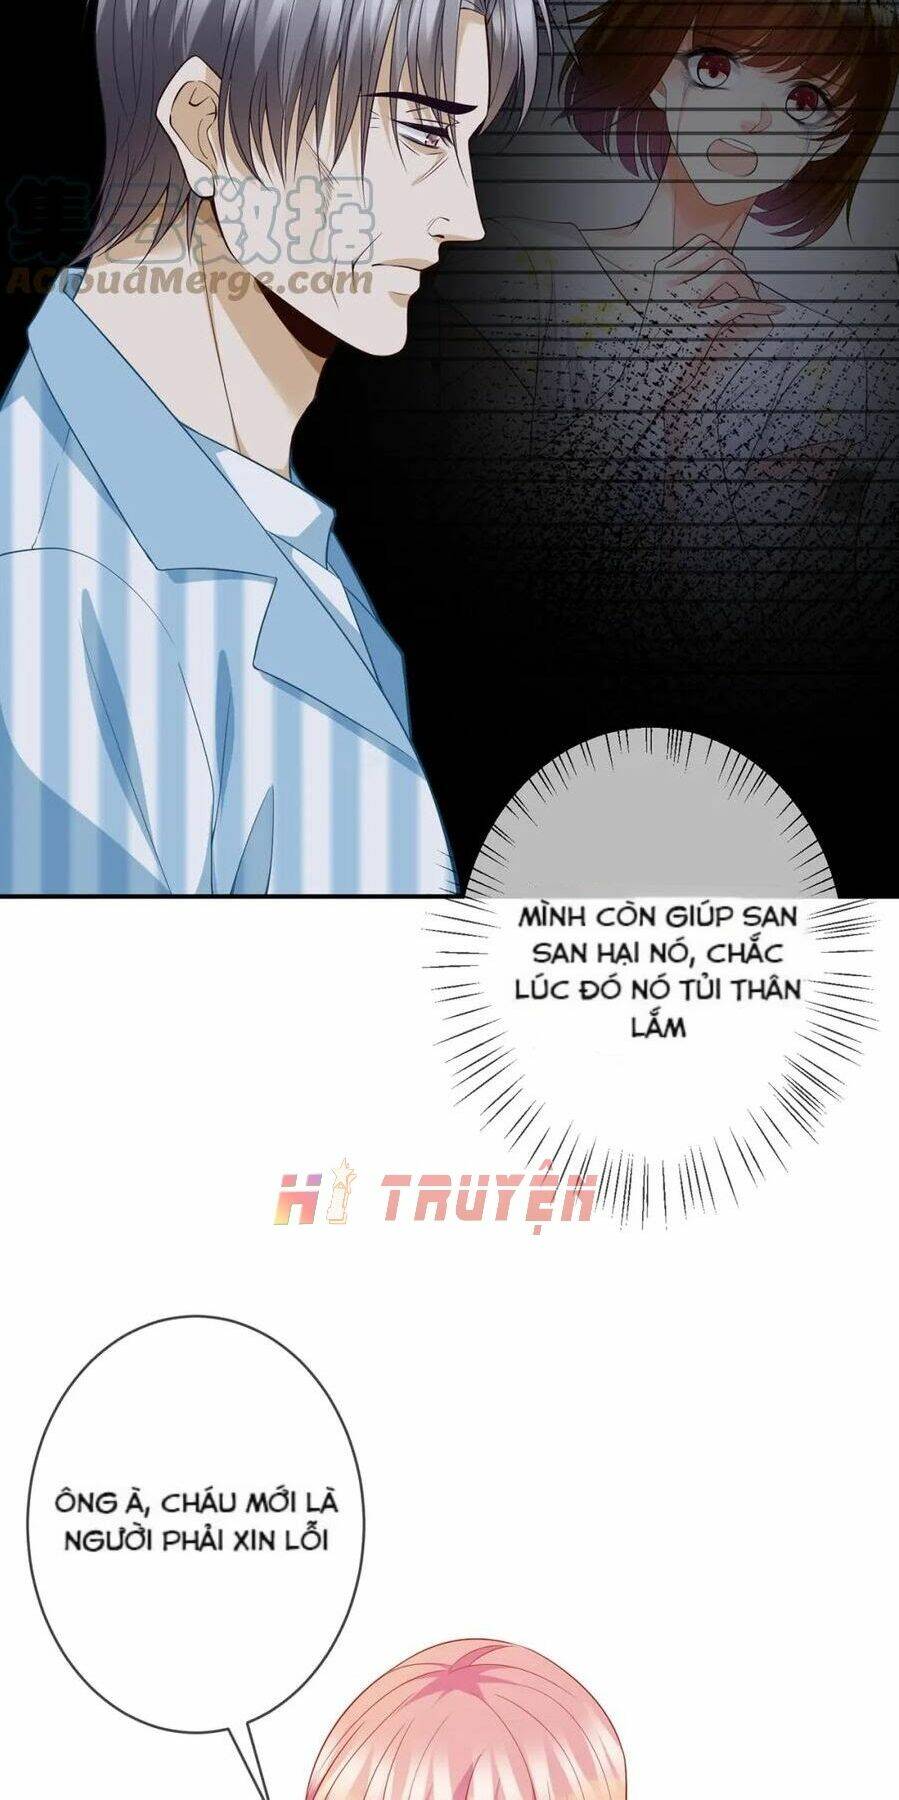 集云数据
AcloudMerge.com
MÌNH CÒN GIÚP SAN
SAN HẠI NÓ, CHẮC
LÚC ĐÓ NÓ TỦI THÂN
LẮM
HI TRUYỆN
ÔNG À, CHÁU MỚI LÀ
NGƯỜI PHẢI XIN LỖI